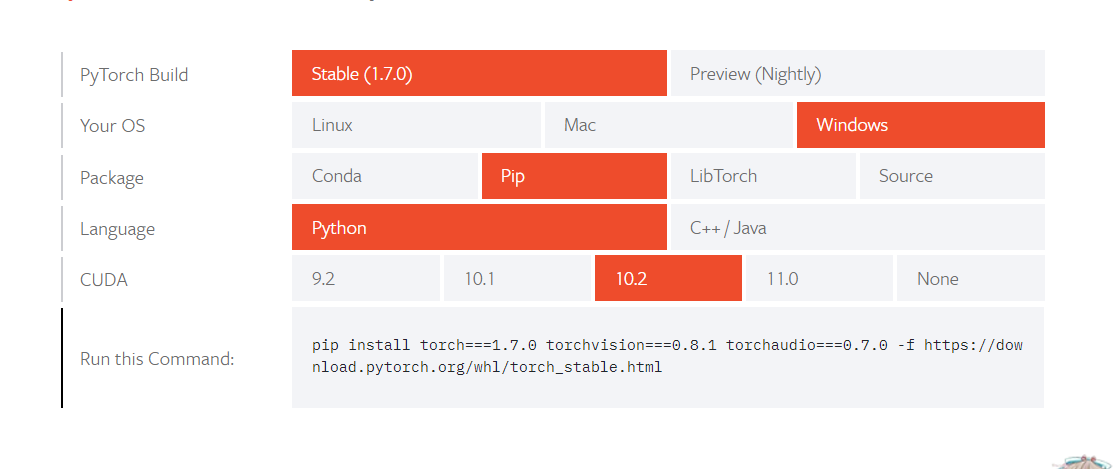 PyTorch Build
Stable (1.7.0)
Preview (Nightly)
Your OS
Linux
Mac
Windows
Package
Conda
Pip
LibTorch
Source
Language
Python
C++ / Java
CUDA
9.2
10.1
10.2
11.0
None
Run this Command:
pip install torch===1.7.0 torchvision===0.8.1 torchaudio===0.7.0 -f https://dow
nload.pytorch.org/whl/torch_stable.html